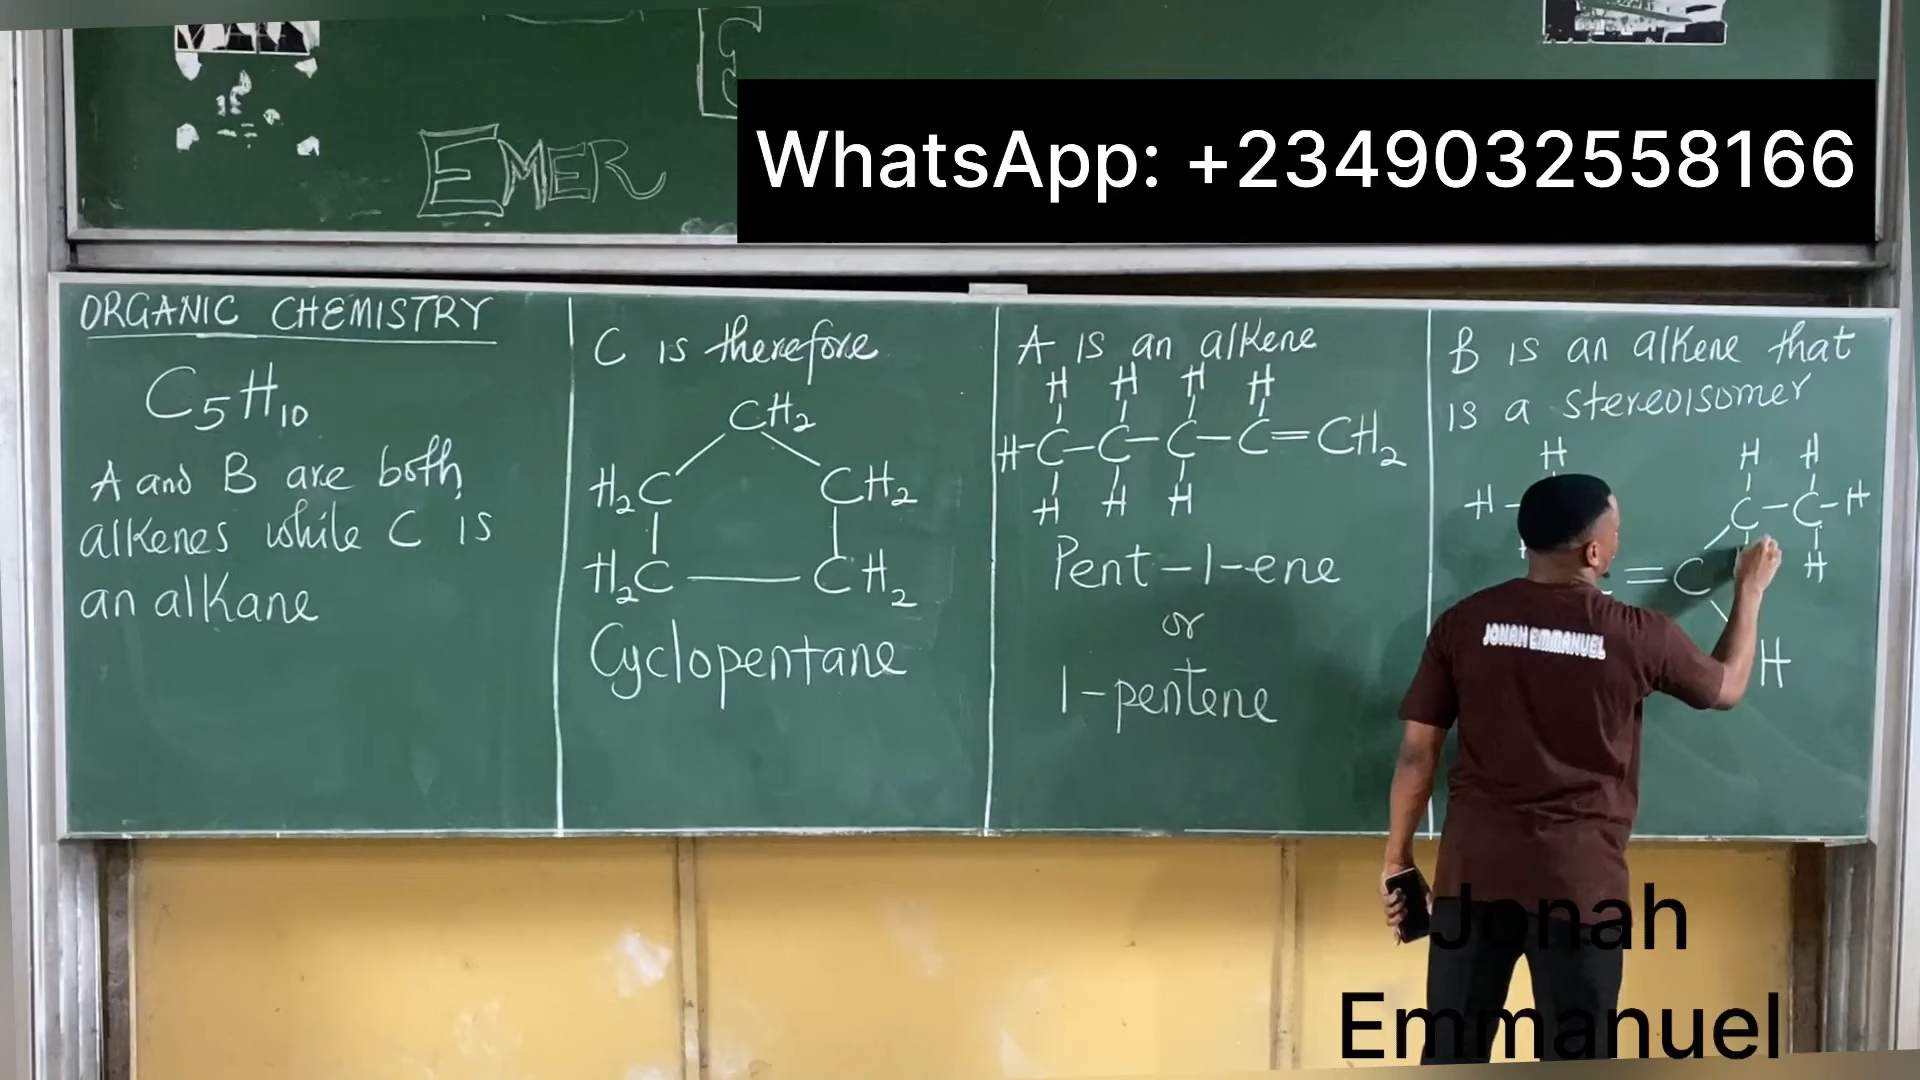 EMER
WhatsApp: +2349032558166
ORGANIC CHEMISTRY
C5H10
A and B are both
alkenes while C is
an alkane
C is therefore
CH2
H2C CH2
H2C CH2
Cyclopentane
A is an alkene
H H H H
H-C-C-C-C=CH2
H H H
Pent-1-ene
or
1-pentene
B is an alkene that
is a stereoisomer
H H H
H- C-C-H
H
=C
H
JONAH EMMANUEL
Jonah
Emmanuel